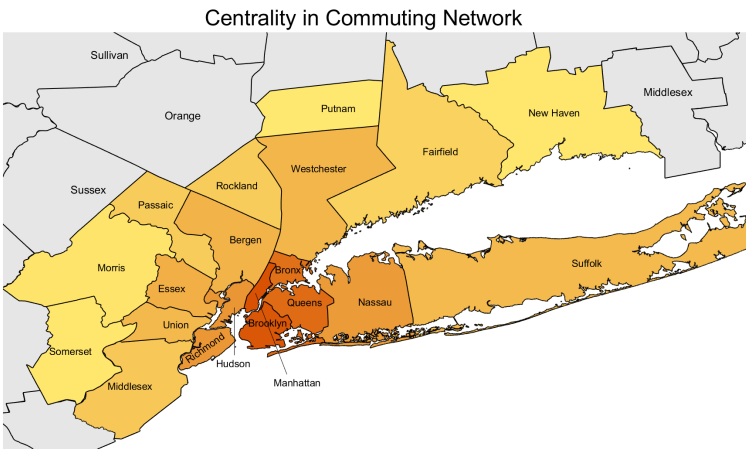 Centrality in Commuting Network
Sullivan
Orange
Putnam
Middlesex
New Haven
Fairfield
Westchester
Rockland
Sussex
Passaic
Bergen
Morris
Bronx
Suffolk
Essex
Queens
Nassau
Union
Brooklyn
Richmond
Somerset
Hudson
Middlesex
Manhattan